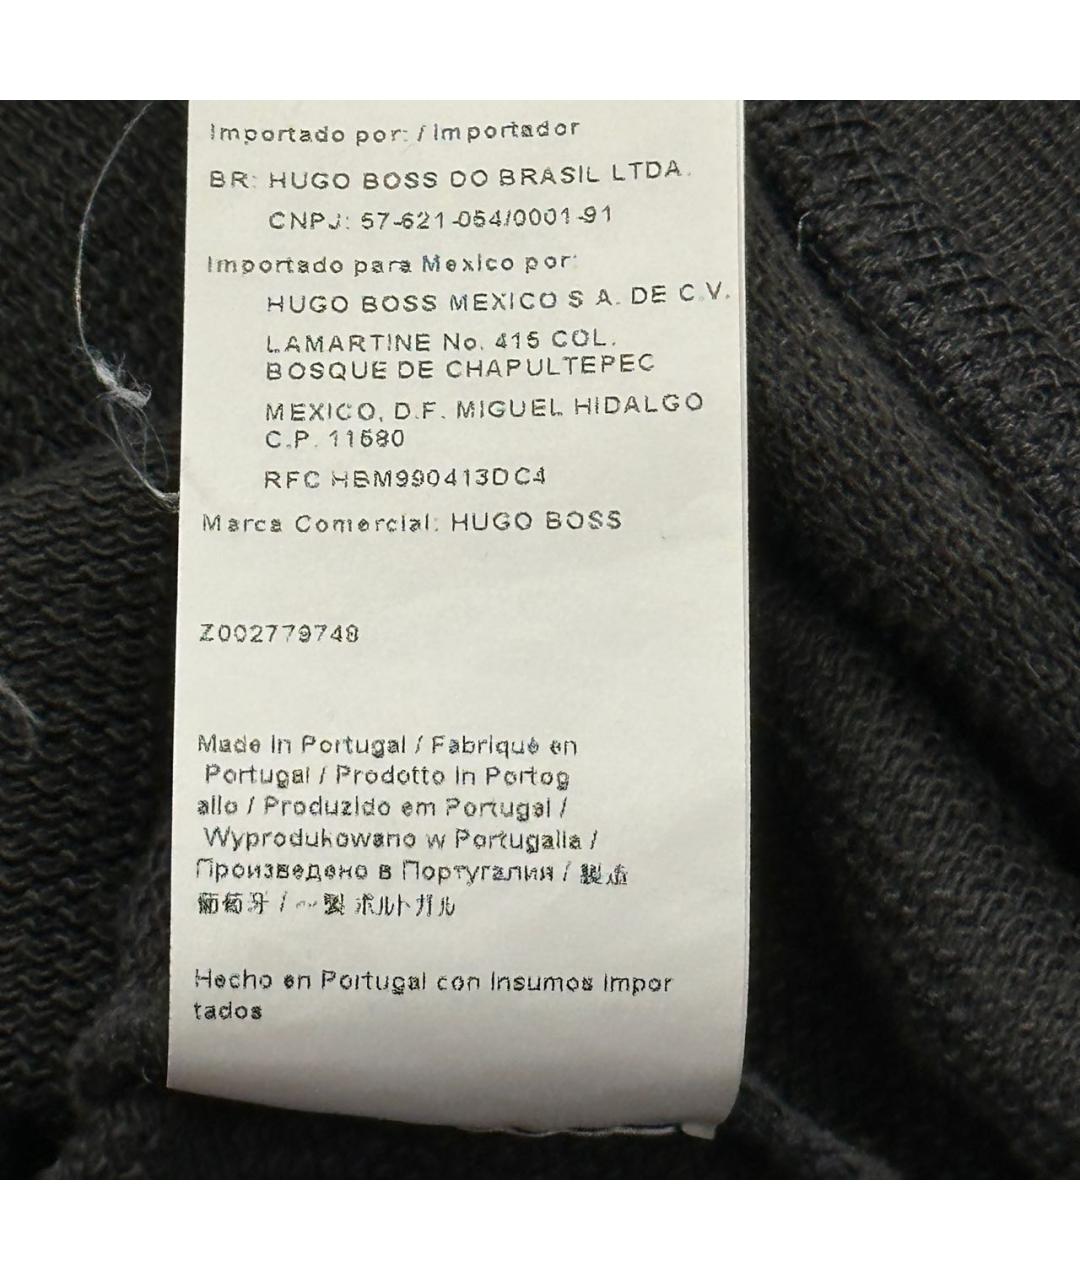 Importado por: / Importador
BR: HUGO BOSS DO BRASIL LTDA.
CNPJ: 57-621-054/0001-91
Importado para Mexico por:
HUGO BOSS MEXICO S A. DE C.V.
LAMARTINE No. 415 COL.
BOSQUE DE CHAPULTEPEC
MEXICO, D.F. MIGUEL HIDALGO
C.P. 11580
RFC HBM990413DC4
Marca Comercial: HUGO BOSS
Z002779748
Made in Portugal / Fabriqué en
Portugal / Prodotto in Portog
allo / Produzido em Portugal /
Wyprodukowano w Portugalia /
Произведено в Португалия / 製造
葡萄牙 / 製 ポルトガル
Hecho en Portugal con Insumos Impor
tados